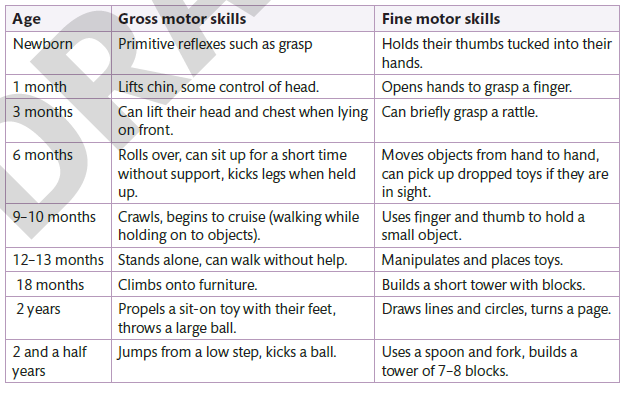 Age Gross motor skills Fine motor skills
Newborn Primitive reflexes such as grasp Holds their thumbs tucked into their
hands.
1 month Lifts chin, some control of head. Opens hands to grasp a finger.
3 months Can lift their head and chest when lying Can briefly grasp a rattle.
on front.
6 months Rolls over, can sit up for a short time Moves objects from hand to hand,
without support, kicks legs when held can pick up dropped toys if they are
up. in sight.
9–10 months Crawls, begins to cruise (walking while Uses finger and thumb to hold a
holding on to objects). small object.
12–13 months Stands alone, can walk without help. Manipulates and places toys.
18 months Climbs onto furniture. Builds a short tower with blocks.
2 years Propels a sit-on toy with their feet, Draws lines and circles, turns a page.
throws a large ball.
2 and a half Jumps from a low step, kicks a ball. Uses a spoon and fork, builds a
years tower of 7–8 blocks.